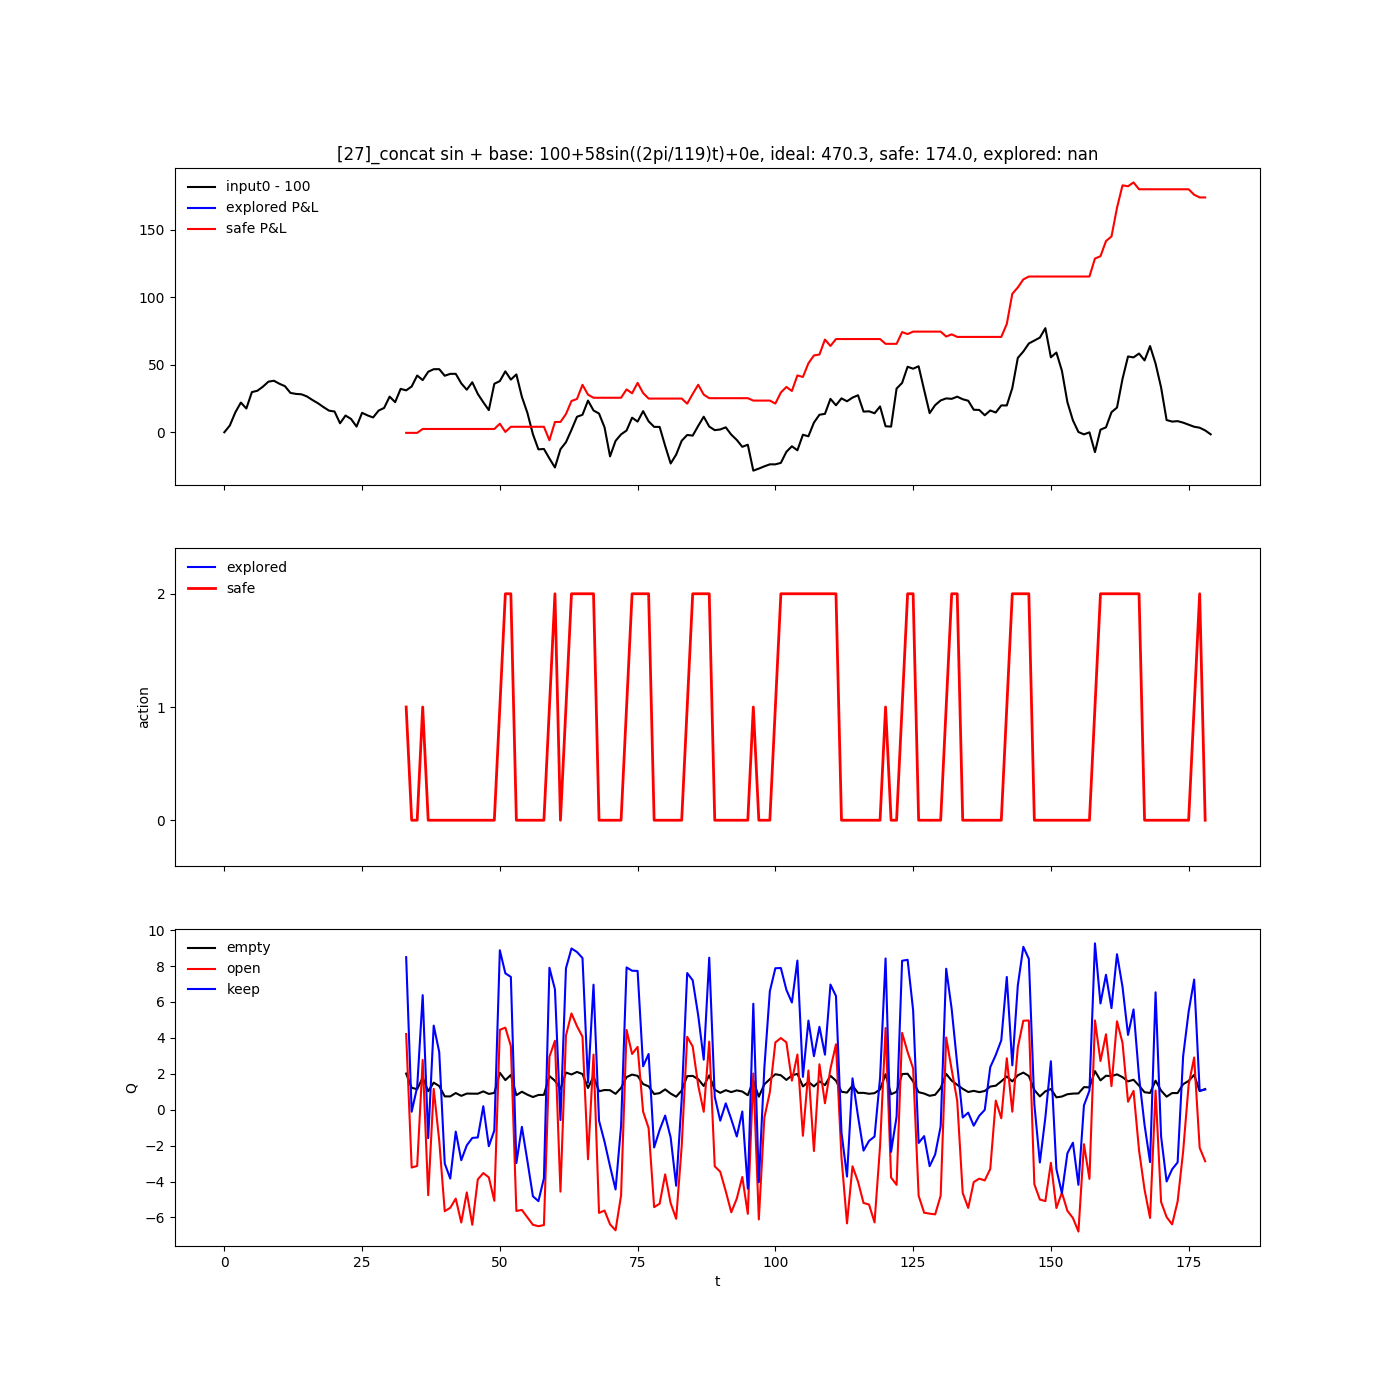 [27]_concat sin + base: 100+58sin((2pi/119)t)+0e, ideal: 470.3, safe: 174.0, explored: nan
input0 - 100
explored P&L
safe P&L
150
100
50
0
explored
safe
2
1
0
action
empty
open
keep
10
8
6
4
2
0
−2
−4
−6
Q
0 25 50 75 100 125 150 175
t